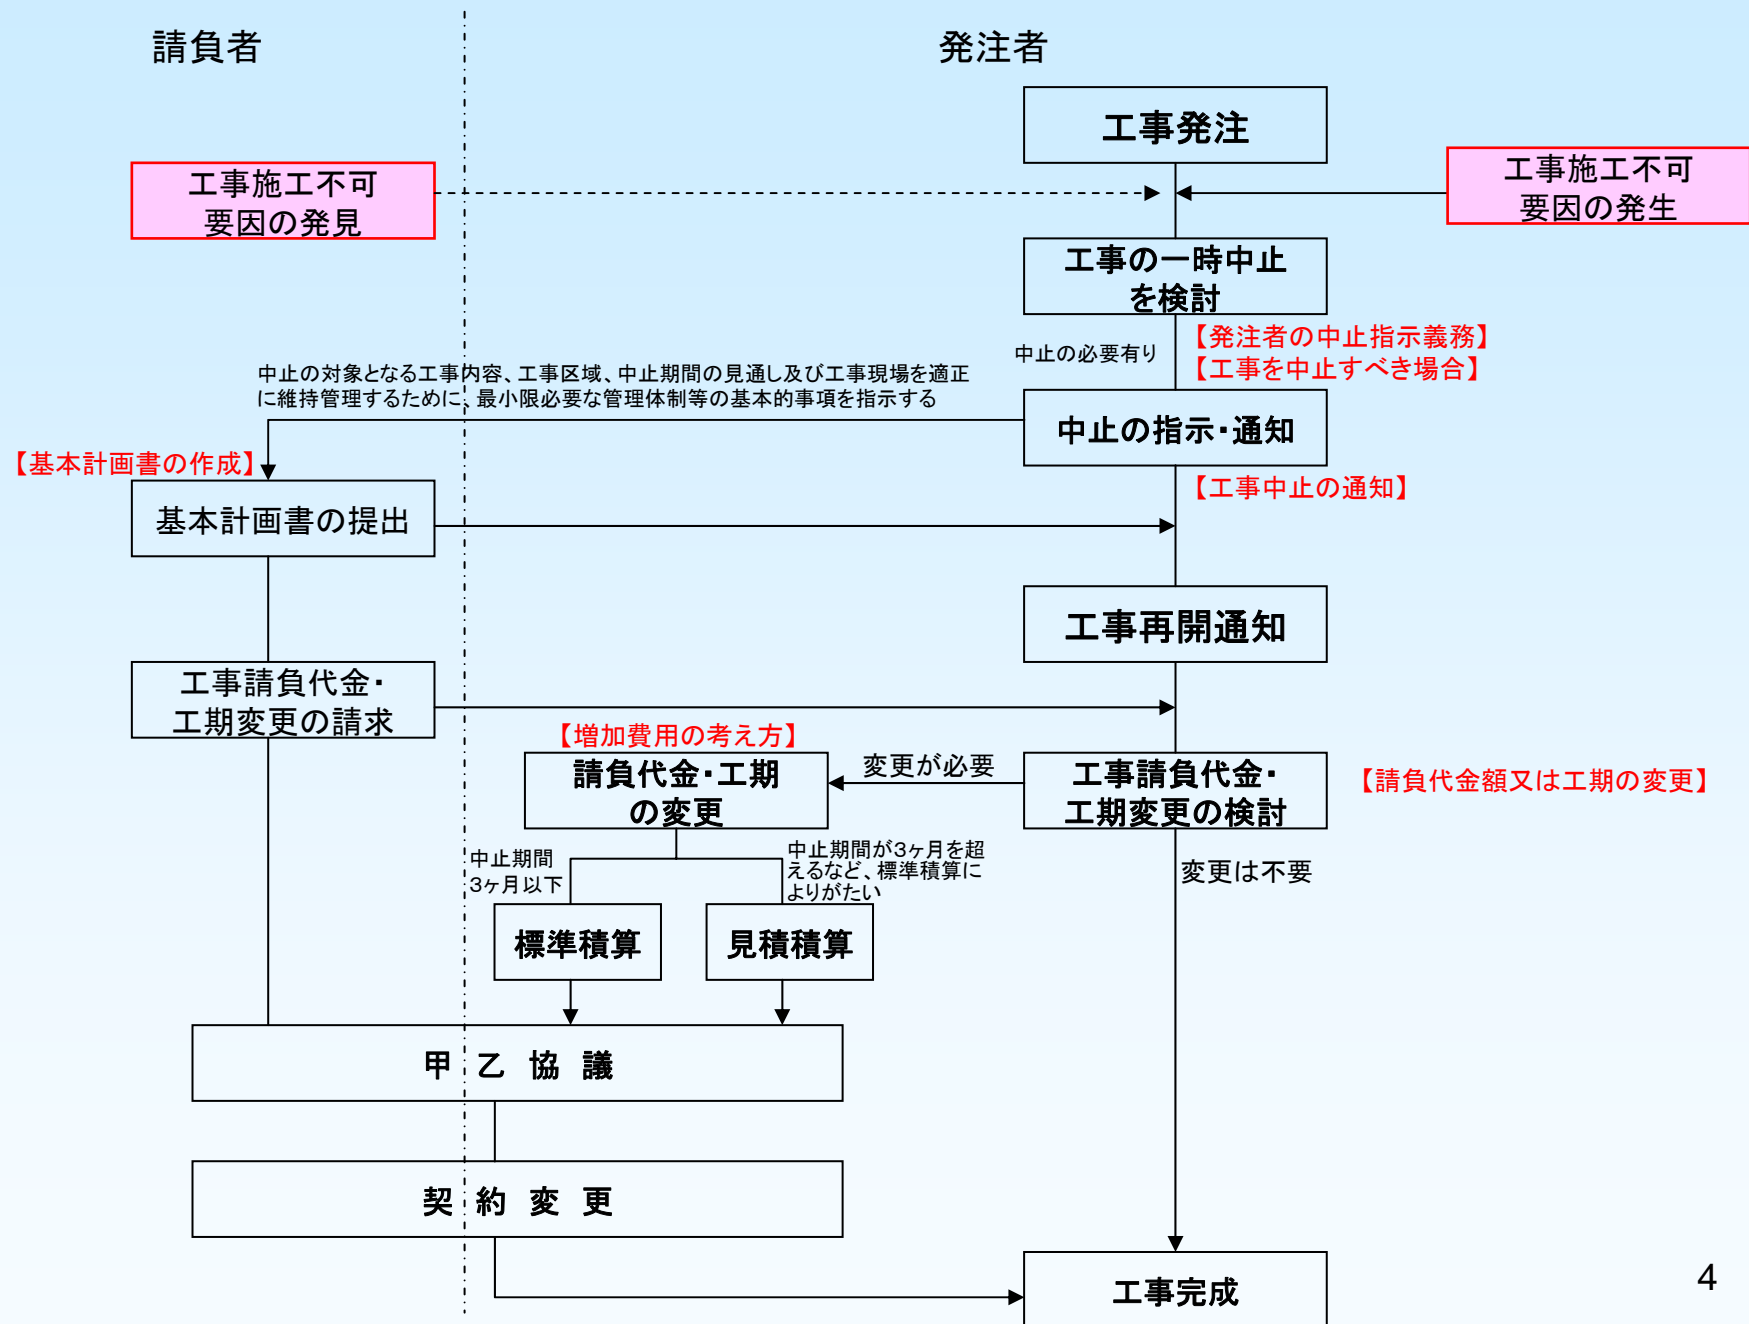 請負者
発注者
工事発注
工事施工不可
要因の発見
工事施工不可
要因の発生
工事の一時中止
を検討
中止の必要有り
【発注者の中止指示義務】
【工事を中止すべき場合】
中止の対象となる工事内容、工事区域、中止期間の見通し及び工事現場を適正
に維持管理するために、最小限必要な管理体制等の基本的事項を指示する
中止の指示・通知
【基本計画書の作成】
【工事中止の通知】
基本計画書の提出
工事再開通知
工事請負代金・
工期変更の請求
【増加費用の考え方】
請負代金・工期
の変更
変更が必要
工事請負代金・
工期変更の検討
【請負代金額又は工期の変更】
中止期間
3ヶ月以下
中止期間が3ヶ月を超
えるなど、標準積算に
よりがたい
変更は不要
標準積算
見積積算
甲 乙 協 議
契 約 変 更
工事完成
4